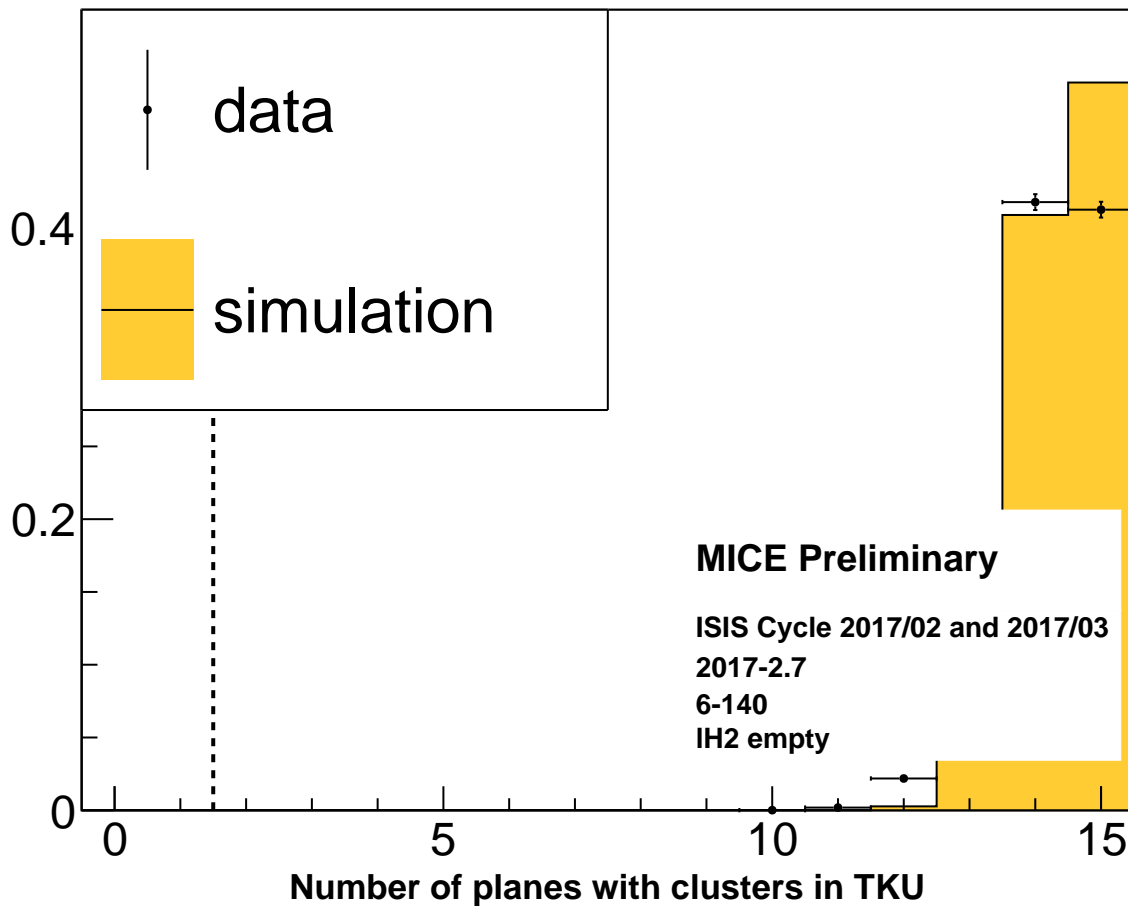 data
simulation
0.4
0.2
0
MICE Preliminary
ISIS Cycle 2017/02 and 2017/03
2017-2.7
6-140
lH2 empty
0 5 10 15
Number of planes with clusters in TKU